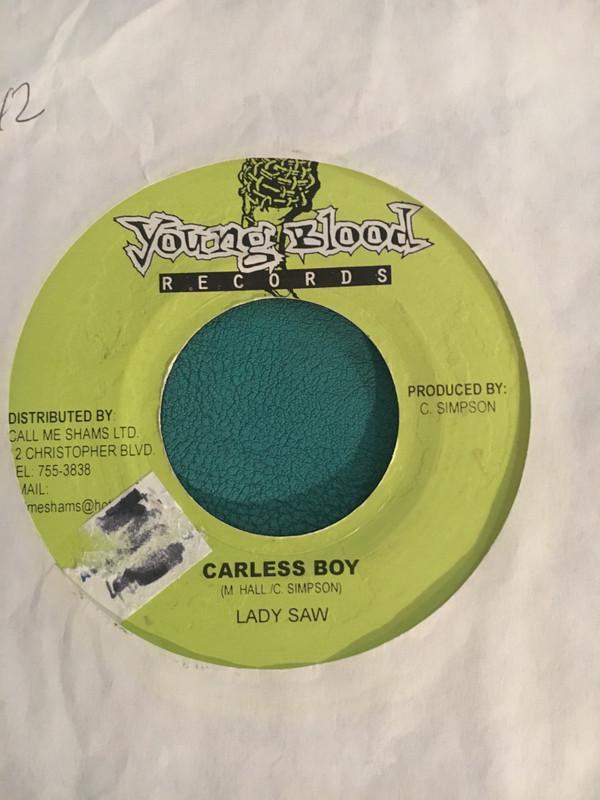 12
Young Blood
RECORDS
DISTRIBUTED BY:
CALL ME SHAMS LTD.
2 CHRISTOPHER BLVD.
EL: 755-3838
MAIL:
meshams@ho
PRODUCED BY:
C. SIMPSON
CARLESS BOY
(M. HALL /C. SIMPSON)
LADY SAW